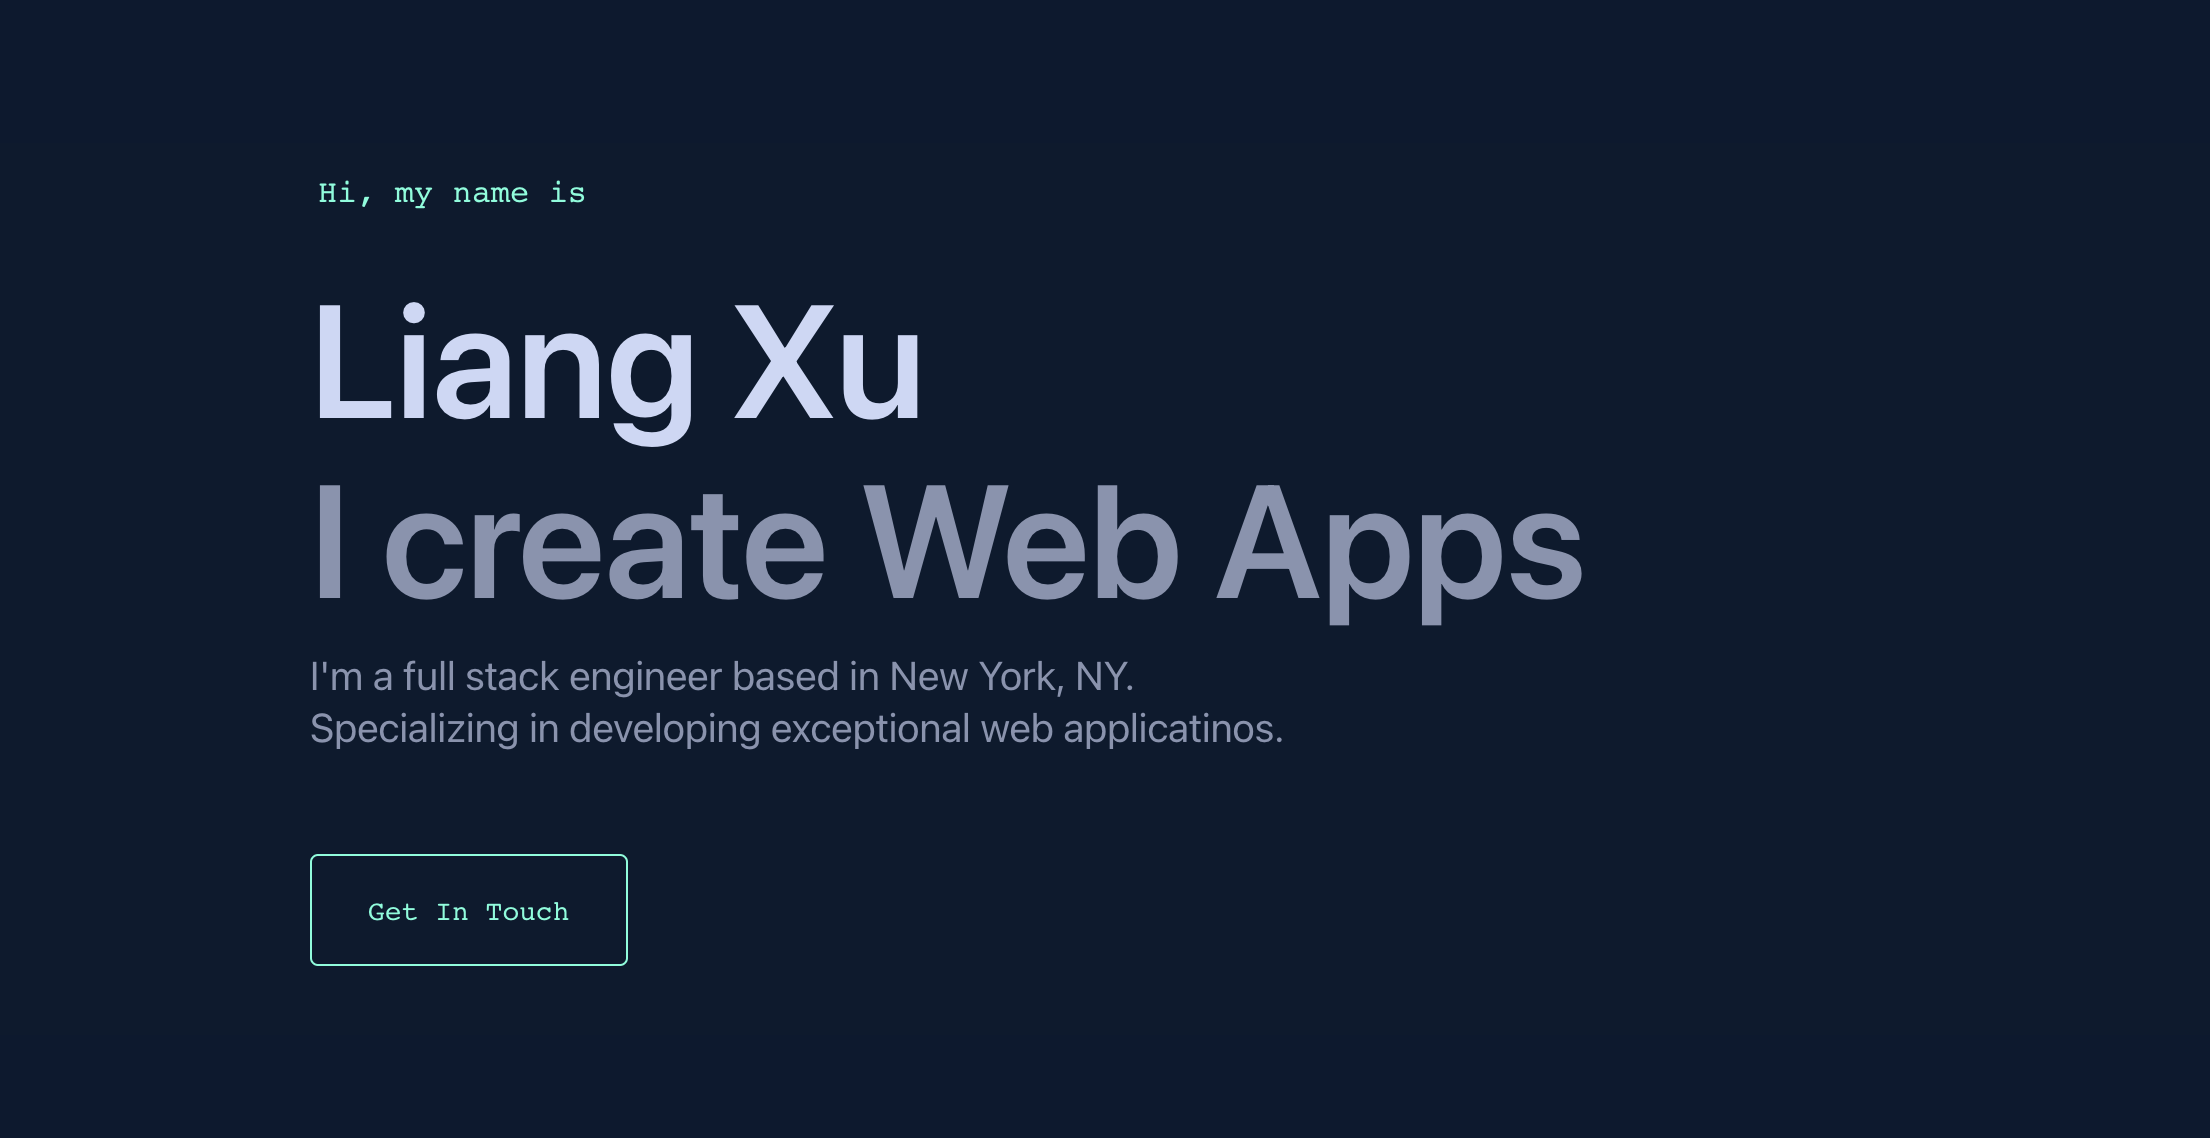 Hi, my name is
Liang Xu
I create Web Apps
I'm a full stack engineer based in New York, NY.
Specializing in developing exceptional web applicatinos.
Get In Touch